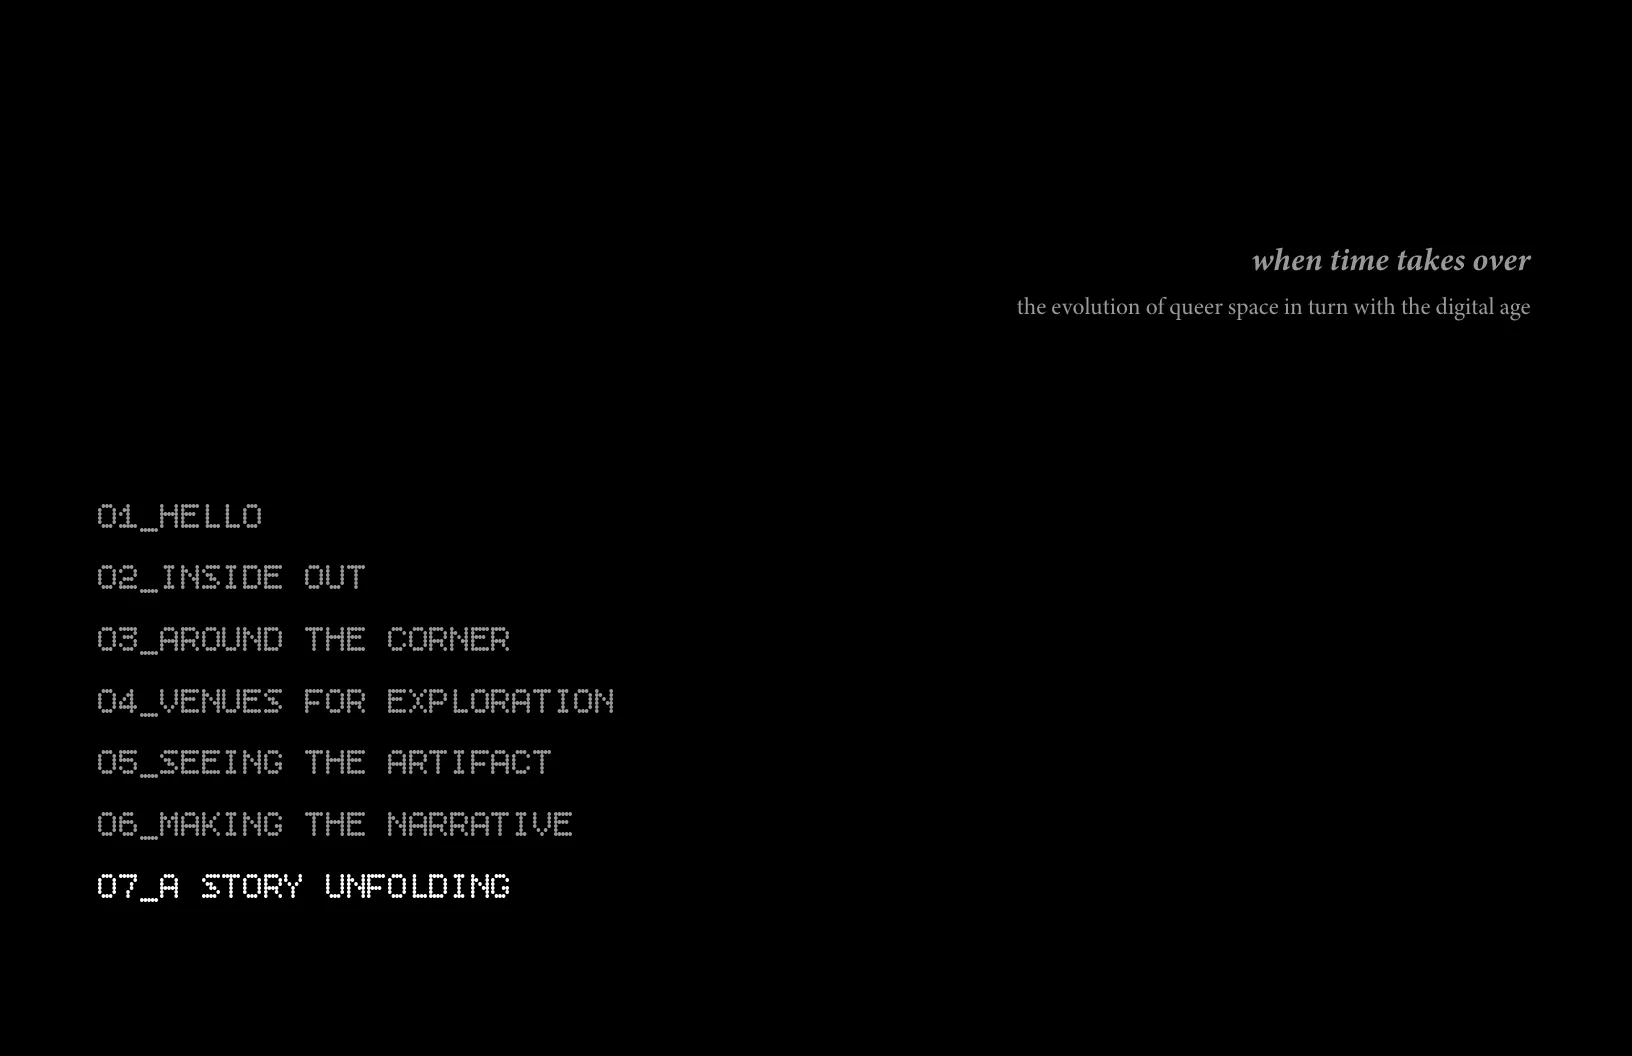 when time takes over
the evolution of queer space in turn with the digital age
01_HELLO
02_INSIDE OUT
03_AROUND THE CORNER
04_VENUES FOR EXPLORATION
05_SEEING THE ARTIFACT
06_MAKING THE NARRATIVE
07_A STORY UNFOLDING